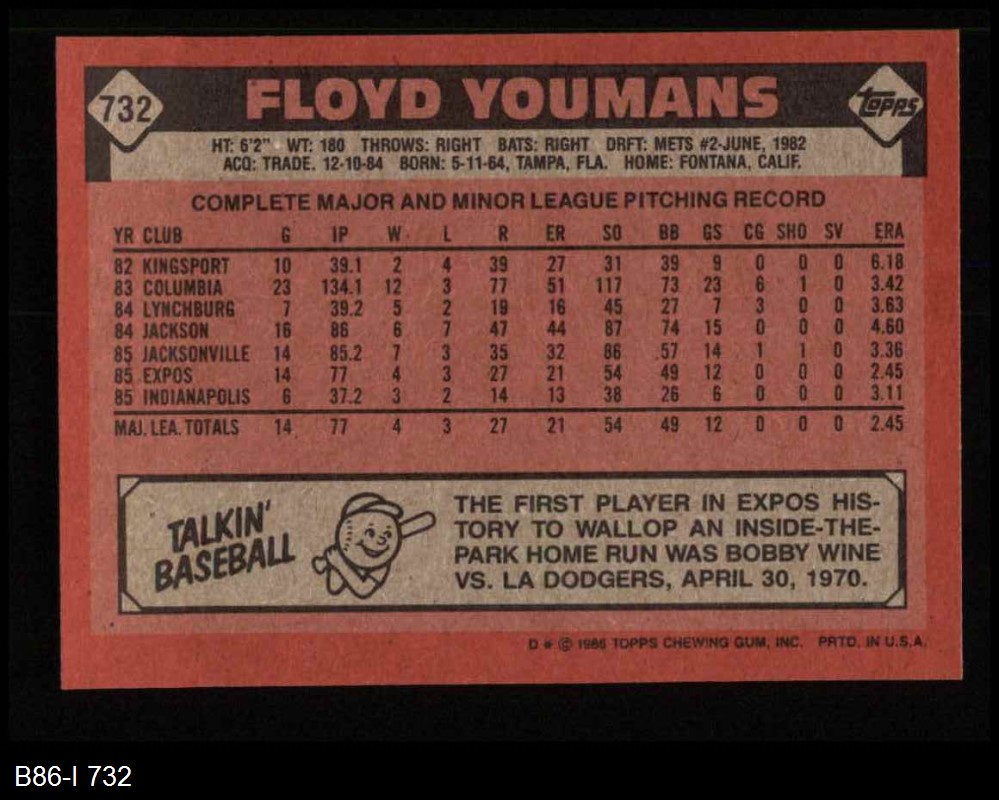 732
FLOYD YOUMANS
TOPPS
HT: 6'2" WT: 180 THROWS: RIGHT BATS: RIGHT DRFT: METS #2-JUNE, 1982
ACQ: TRADE. 12-10-84 BORN: 5-11-64, TAMPA, FLA. HOME: FONTANA, CALIF.
COMPLETE MAJOR AND MINOR LEAGUE PITCHING RECORD
YR CLUB G IP W L R ER SO BB GS CG SHO SV ERA
82 KINGSPORT 10 39.1 2 4 39 27 31 39 9 0 0 0 6.18
83 COLUMBIA 23 134.1 12 3 77 51 117 73 23 6 1 0 3.42
84 LYNCHBURG 7 39.2 5 2 19 16 45 27 7 3 0 0 3.63
84 JACKSON 16 86 6 7 47 44 87 74 15 0 0 0 4.60
85 JACKSONVILLE 14 85.2 7 3 35 32 86 57 14 1 1 0 3.36
85 EXPOS 14 77 4 3 27 21 54 49 12 0 0 0 2.45
85 INDIANAPOLIS 6 37.2 3 2 14 13 38 26 6 0 0 0 3.11
MAJ. LEA. TOTALS 14 77 4 3 27 21 54 49 12 0 0 0 2.45
TALKIN'
BASEBALL
THE FIRST PLAYER IN EXPOS HIS-
TORY TO WALLOP AN INSIDE-THE-
PARK HOME RUN WAS BOBBY WINE
VS. LA DODGERS, APRIL 30, 1970.
D * © 1986 TOPPS CHEWING GUM, INC. PRTD. IN U.S.A.
B86-I 732